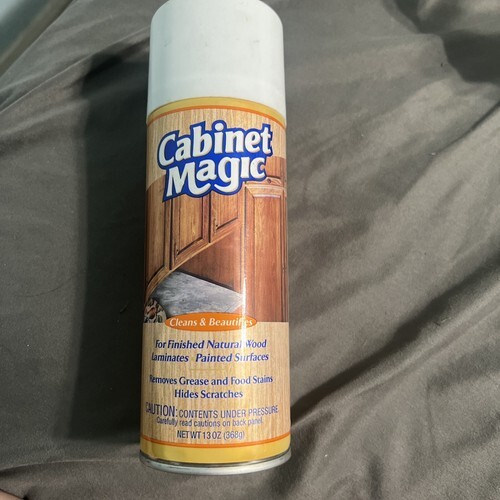 Cabinet
Magic
Cleans & Beautifies
For Finished Natural Wood
Laminates Painted Surfaces
Removes Grease and Food Stains
Hides Scratches
CAUTION: CONTENTS UNDER PRESSURE.
Carefully read cautions on back panel.
NET WT 13 OZ (368g)